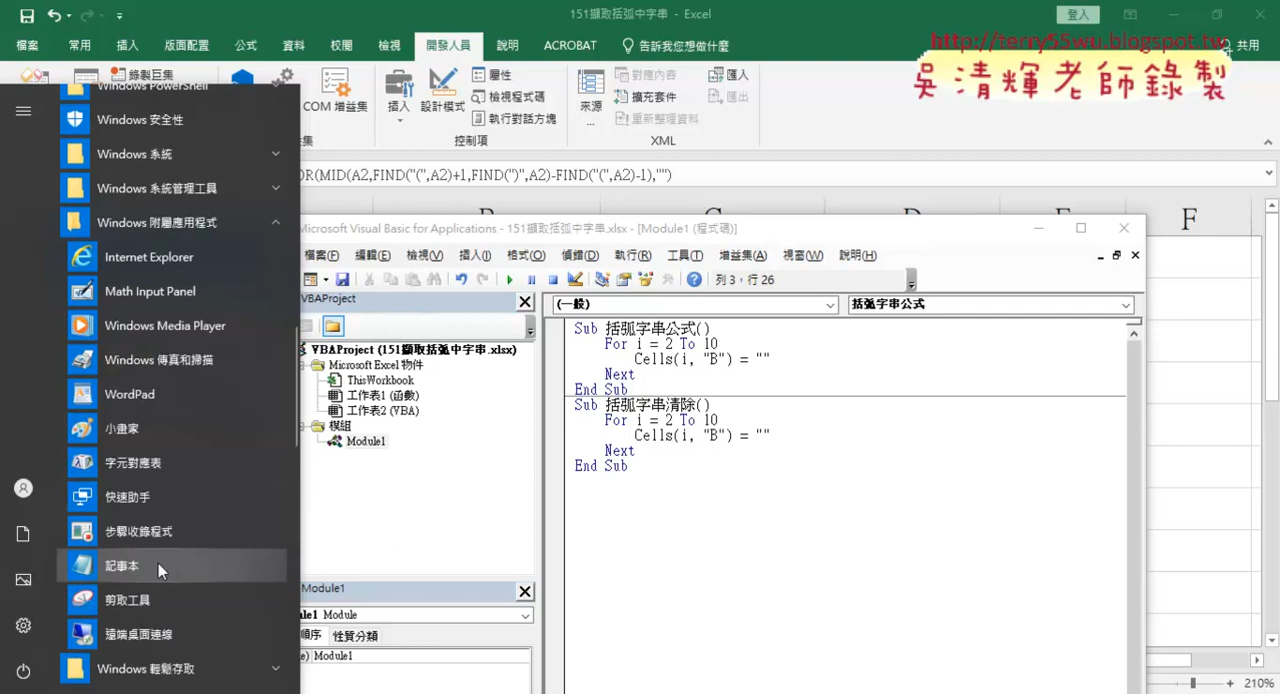 151擷取括弧中字串 - Excel
登入
http://terry55wu.blogspot.tw
吳清輝老師錄製
檔案 常用 插入 版面配置 公式 資料 校閱 檢視 開發人員 說明 ACROBAT 告訴我您想做什麼 共用
錄製巨集
COM 增益集
插入
設計模式
屬性
檢視程式碼
執行對話方塊
控制項
來源
...
對應內容
擴充套件
重新整理資料
匯入
匯出
XML
OR(MID(A2,FIND("(",A2)+1,FIND(")",A2)-FIND("(",A2)-1),"")
F
Windows PowerShell
Windows 安全性
Windows 系統
Windows 系統管理工具
Windows 附屬應用程式
Internet Explorer
Math Input Panel
Windows Media Player
Windows 傳真和掃描
WordPad
小畫家
字元對應表
快速助手
步驟收錄程式
記事本
剪取工具
遠端桌面連線
Windows 輕鬆存取
Microsoft Visual Basic for Applications - 151擷取括弧中字串.xlsx - [Module1 (程式碼)]
檔案(F) 編輯(E) 檢視(V) 插入(I) 格式(O) 偵錯(D) 執行(R) 工具(T) 增益集(A) 視窗(W) 說明(H)
列 3，行 26
VBAProject
VBAProject (151擷取括弧中字串.xlsx)
Microsoft Excel 物件
ThisWorkbook
工作表1 (函數)
工作表2 (VBA)
模組
Module1
Module1
ule1 Module
順序 性質分類
e) Module1
(一般) 括弧字串公式
Sub 括弧字串公式()
For i = 2 To 10
Cells(i, "B") = ""
Next
End Sub
Sub 括弧字串清除()
For i = 2 To 10
Cells(i, "B") = ""
Next
End Sub
210%